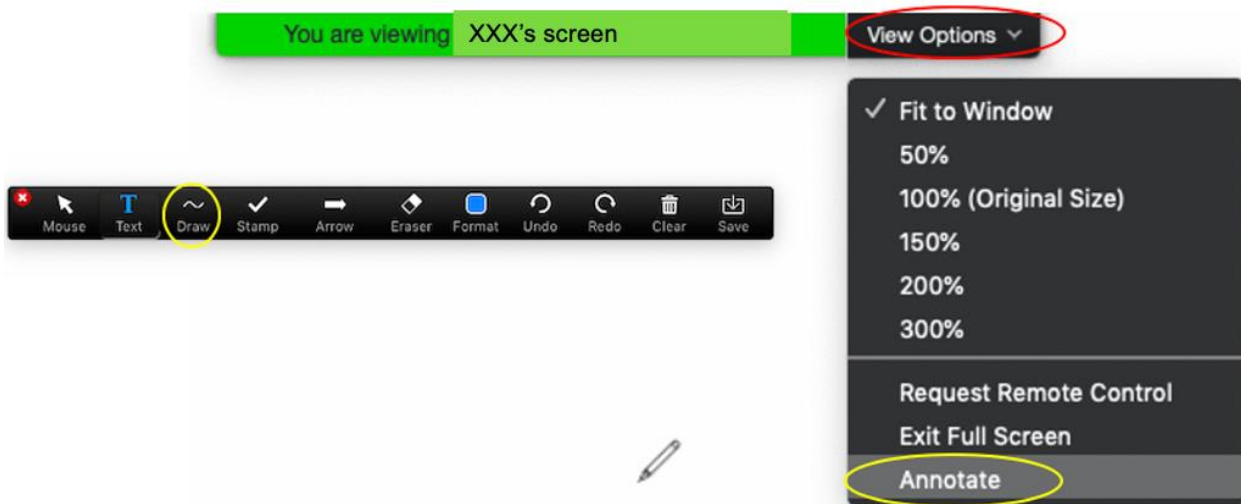 You are viewing XXX's screen
View Options
Fit to Window
50%
100% (Original Size)
150%
200%
300%
Request Remote Control
Exit Full Screen
Annotate
Mouse Text Draw Stamp Arrow Eraser Format Undo Redo Clear Save